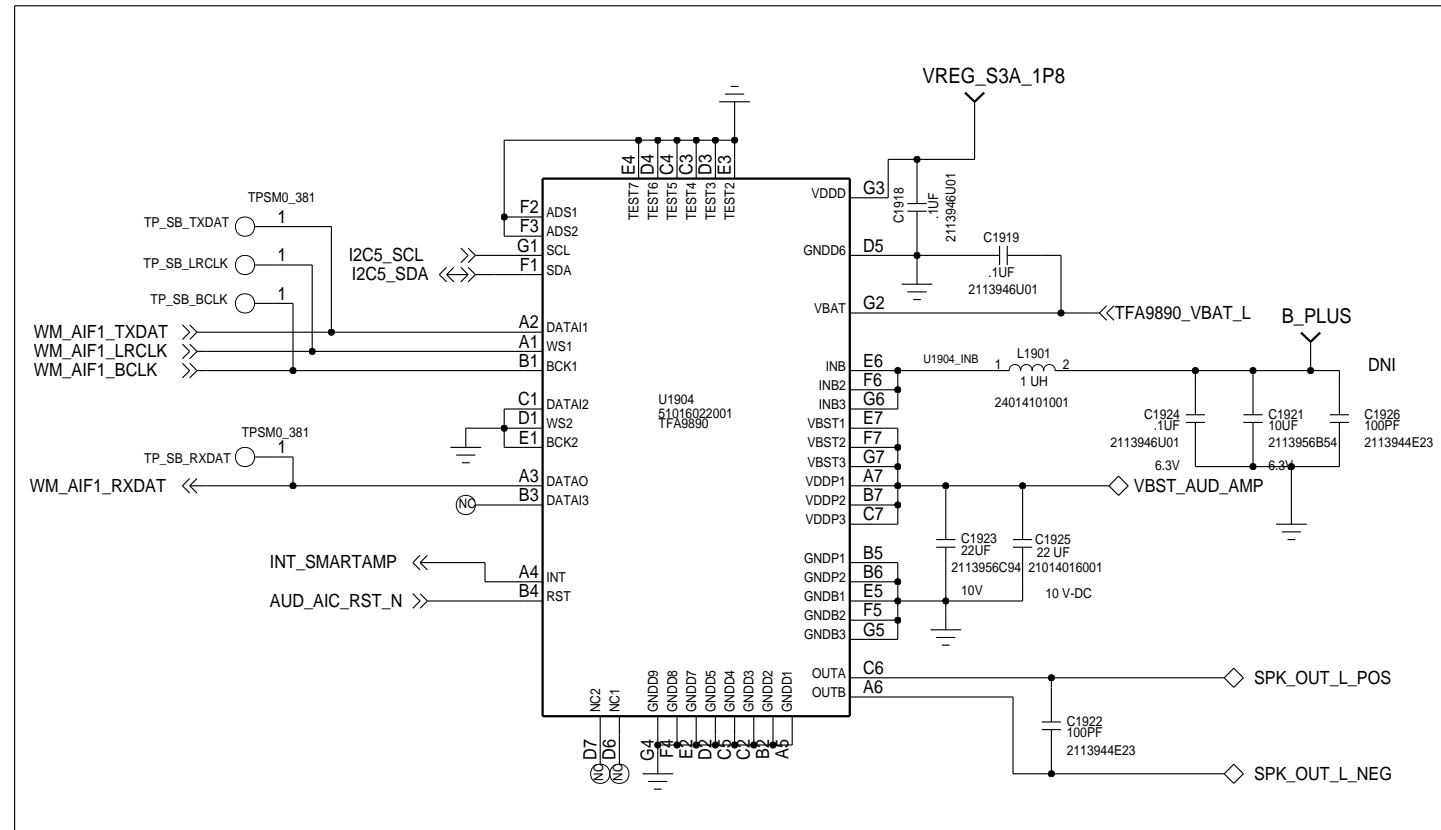 VREG_S3A_1P8
E4 D4 C4 C3 D3 E3
TEST7 TEST6 TEST5 TEST4 TEST3 TEST2
VDDD G3
C1918
.1UF
2113946U01
TPSM0_381
TP_SB_TXDAT 1
F2 ADS1
F3 ADS2
G1 SCL
F1 SDA
I2C5_SCL
I2C5_SDA
TP_SB_LRCLK 1
TP_SB_BCLK 1
GNDD6 D5
C1919
.1UF
2113946U01
VBAT G2
TFA9890_VBAT_L
B_PLUS
WM_AIF1_TXDAT A2 DATAI1
WM_AIF1_LRCLK A1 WS1
WM_AIF1_BCLK B1 BCK1
INB E6
INB2 F6
INB3 G6
U1904_INB 1 L1901 2
1 UH
24014101001
DNI
C1 DATAI2
D1 WS2
E1 BCK2
U1904
51016022001
TFA9890
VBST1 E7
VBST2 F7
VBST3 G7
VDDP1 A7
VDDP2 B7
VDDP3 C7
C1924
.1UF
2113946U01
6.3V
C1921
10UF
2113956B54
6.3V
C1926
100PF
2113944E23
TPSM0_381
TP_SB_RXDAT 1
WM_AIF1_RXDAT A3 DATAO
NC B3 DATAI3
VBST_AUD_AMP
C1923
22UF
2113956C94
10V
C1925
22 UF
21014016001
10 V-DC
INT_SMARTAMP A4 INT
AUD_AIC_RST_N B4 RST
GNDP1 B5
GNDP2 B6
GNDB1 E5
GNDB2 F5
GNDB3 G5
OUTA C6
OUTB A6
SPK_OUT_L_POS
C1922
100PF
2113944E23
SPK_OUT_L_NEG
NC2 NC1 GNDD9 GNDD8 GNDD7 GNDD5 GNDD4 GNDD3 GNDD2 GNDD1
D7 D6 G4 F4 E2 D2 C5 C2 B2 A5
NC NC